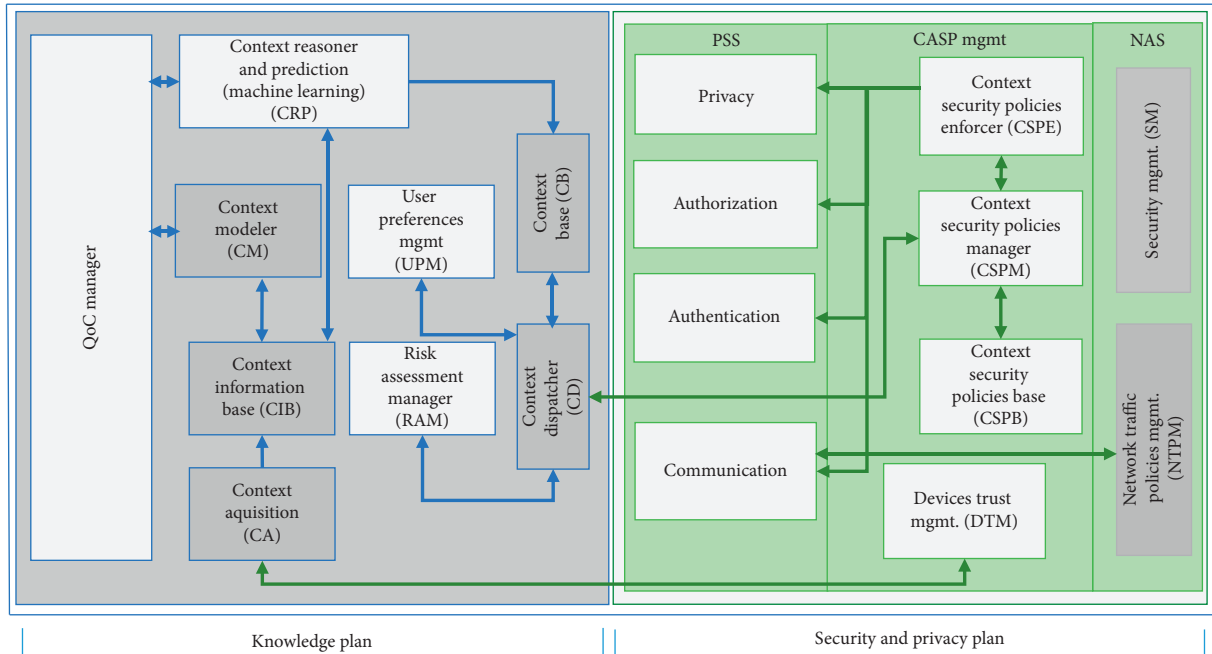 QoC manager
Context reasoner
and prediction
(machine learning)
(CRP)
Context
modeler
(CM)
Context
information
base (CIB)
Context
aquisition
(CA)
User
preferences
mgmt
(UPM)
Risk
assessment
manager
(RAM)
Context
base (CB)
Context
dispatcher
(CD)
PSS
Privacy
Authorization
Authentication
Communication
CASP mgmt
Context
security policies
enforcer (CSPE)
Context
security policies
manager
(CSPM)
Context
security
policies base
(CSPB)
Devices trust
mgmt. (DTM)
NAS
Security mgmt. (SM)
Network traffic
policies mgmt.
(NTPM)
Knowledge plan
Security and privacy plan